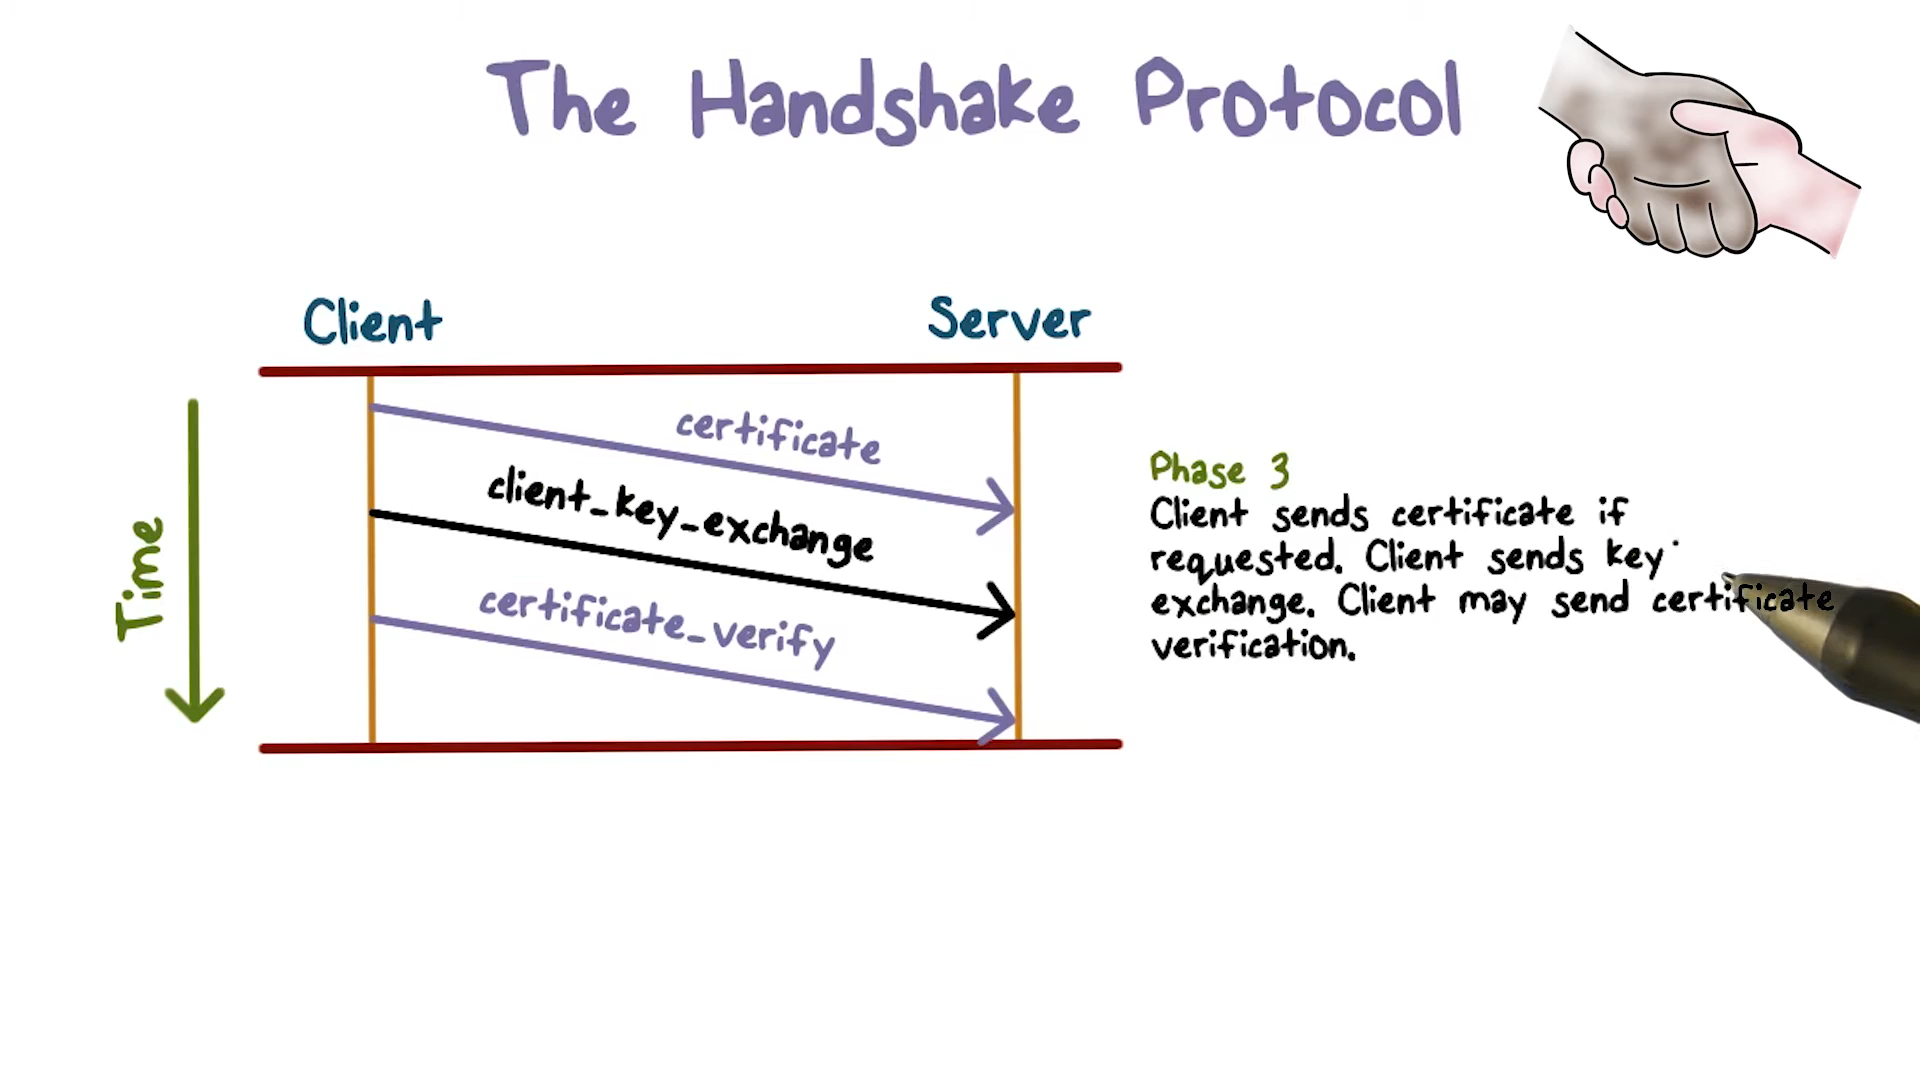 The Handshake Protocol
Client
Server
Time
certificate
client_key_exchange
certificate_verify
Phase 3
Client sends certificate if
requested. Client sends key
exchange. Client may send certificate
verification.